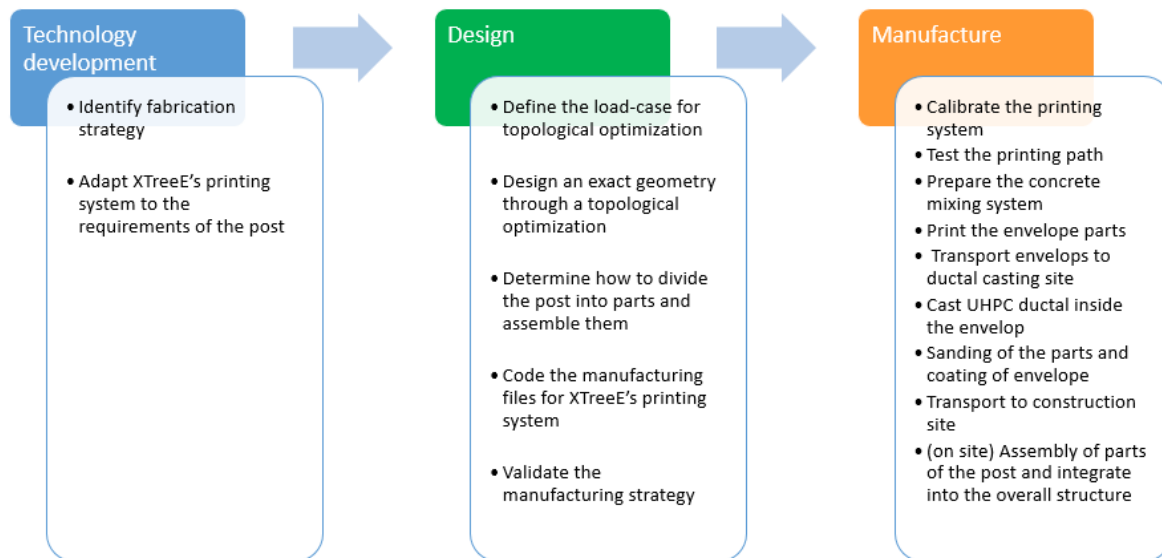 Technology
development
• Identify fabrication
strategy
• Adapt XTreeE's printing
system to the
requirements of the post
Design
• Define the load-case for
topological optimization
• Design an exact geometry
through a topological
optimization
• Determine how to divide
the post into parts and
assemble them
• Code the manufacturing
files for XTreeE's printing
system
• Validate the
manufacturing strategy
Manufacture
• Calibrate the printing
system
• Test the printing path
• Prepare the concrete
mixing system
• Print the envelope parts
• Transport envelops to
ductal casting site
• Cast UHPC ductal inside
the envelop
• Sanding of the parts and
coating of envelope
• Transport to construction
site
• (on site) Assembly of parts
of the post and integrate
into the overall structure